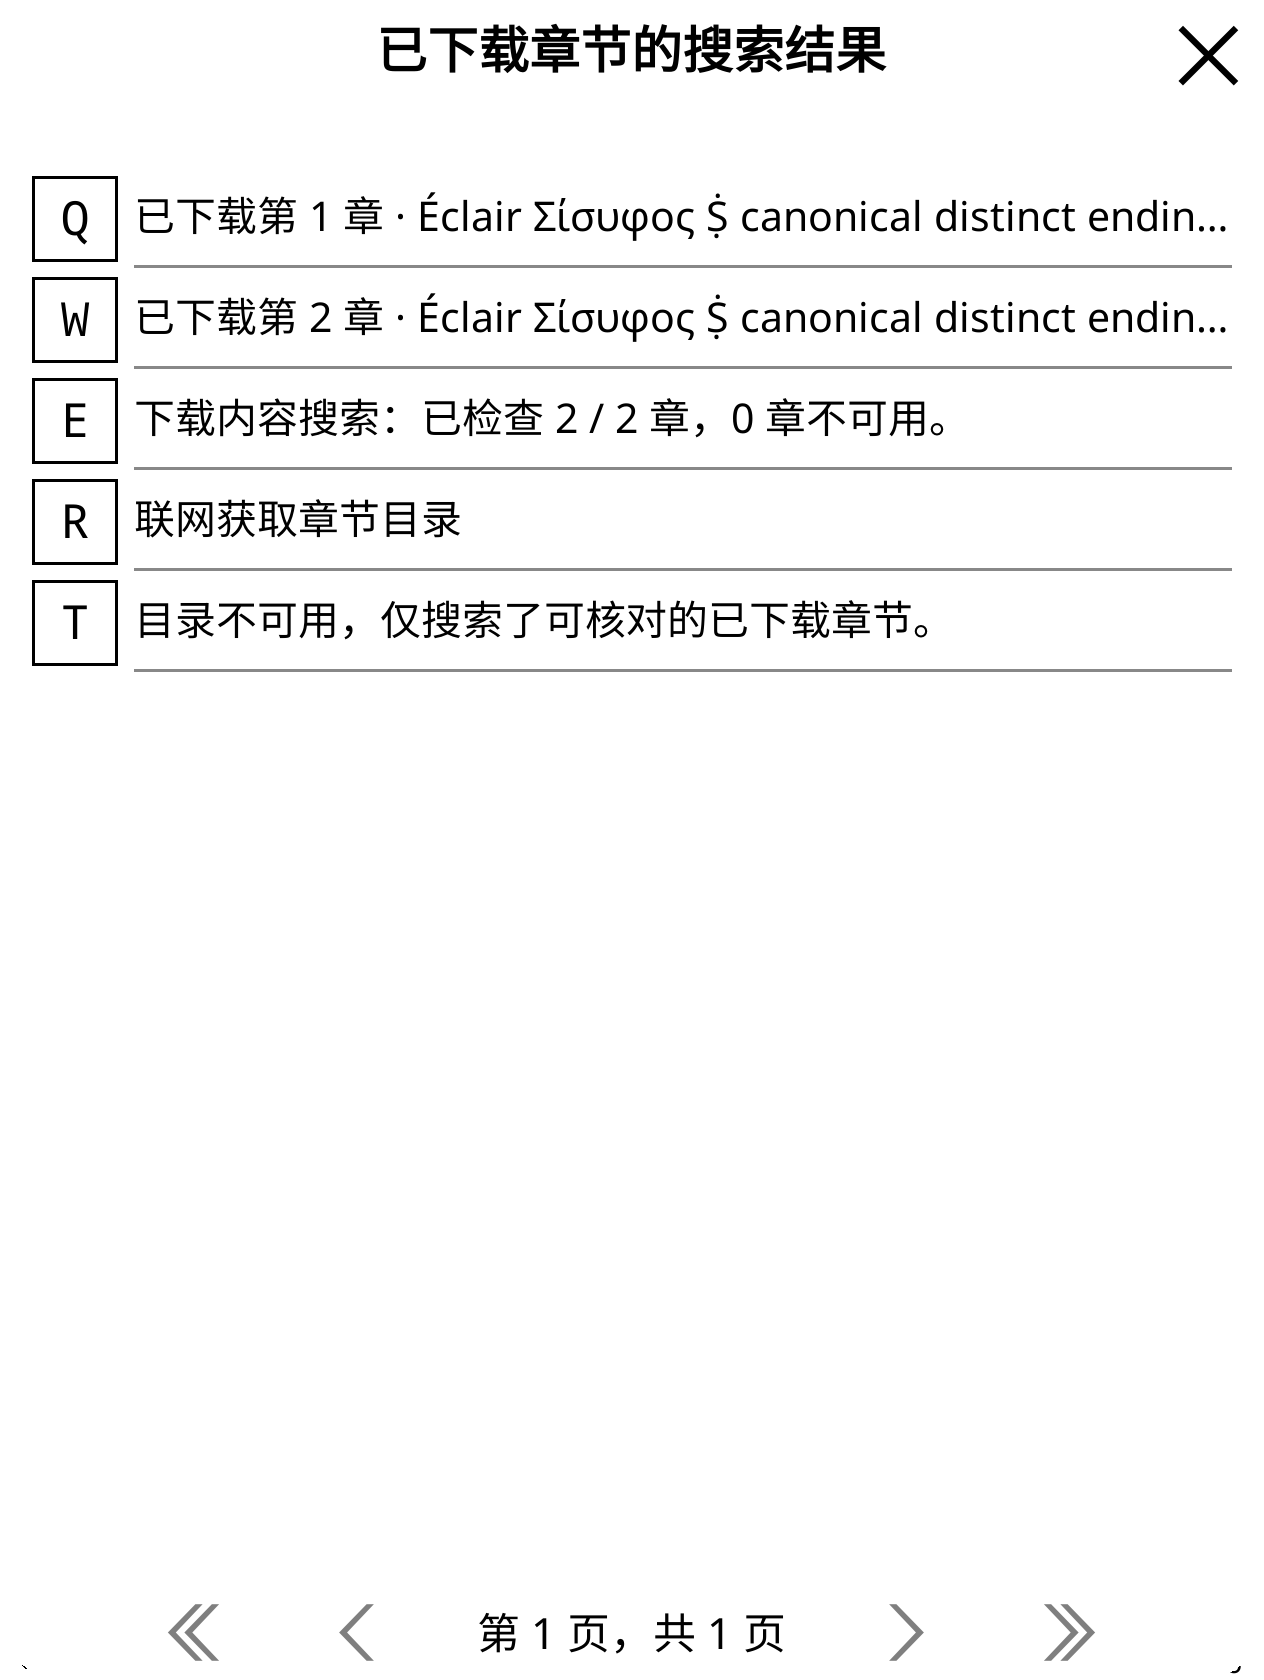 已下载章节的搜索结果
Q 已下载第 1 章 · Éclair Σίσυφος Ṩ canonical distinct endin…
W 已下载第 2 章 · Éclair Σίσυφος Ṩ canonical distinct endin…
E 下载内容搜索：已检查 2 / 2 章，0 章不可用。
R 联网获取章节目录
T 目录不可用，仅搜索了可核对的已下载章节。
第 1 页，共 1 页